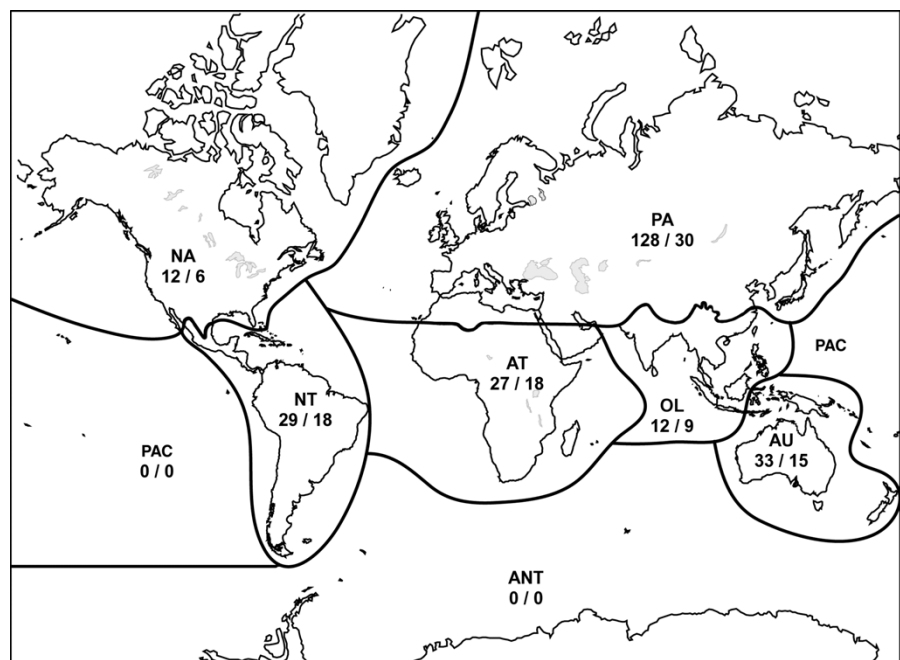 PA
128 / 30
NA
12 / 6
PAC
AT
27 / 18
NT
29 / 18
OL
12 / 9
AU
33 / 15
PAC
0 / 0
ANT
0 / 0